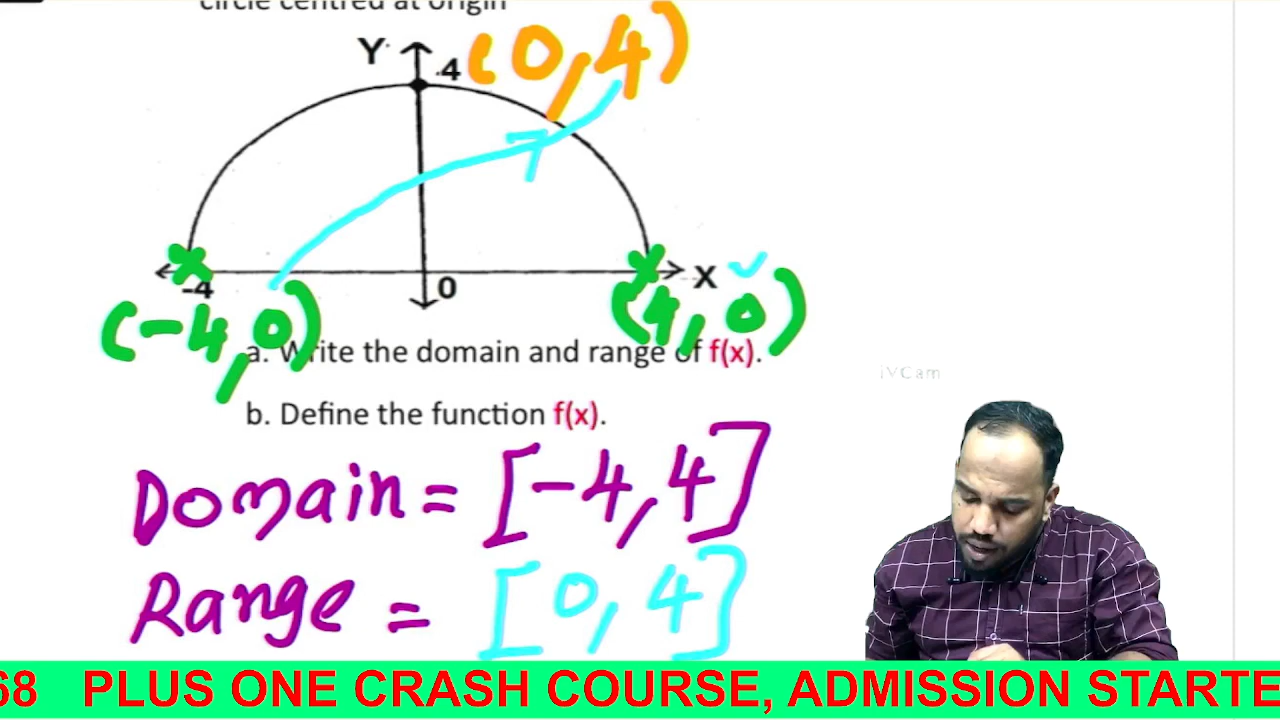 circle centred at origin
Y 4 (0,4)
X
-4 0
(-4,0) (4,0)
a. Write the domain and range of f(x).
iVCam
b. Define the function f(x).
Domain = [-4,4]
Range = [0,4]
68 PLUS ONE CRASH COURSE, ADMISSION STARTE